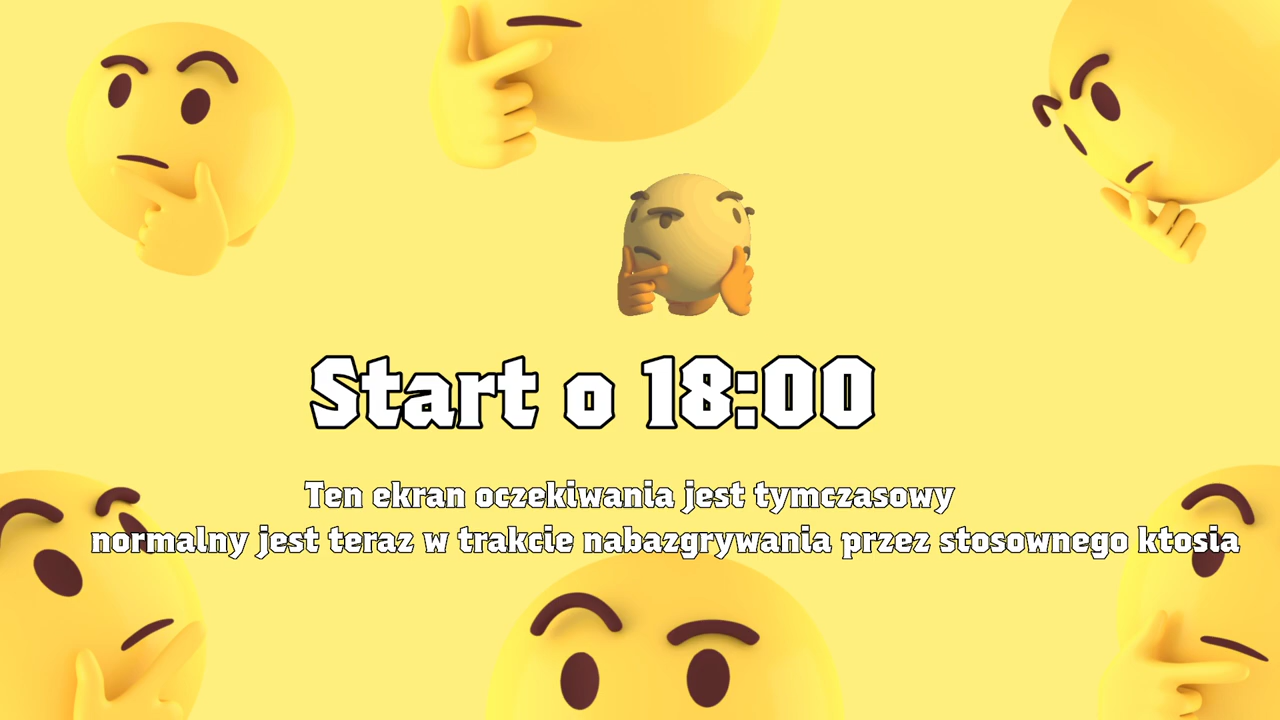 Start o 18:00
Ten ekran oczekiwania jest tymczasowy
normalny jest teraz w trakcie nabazgrywania przez stosownego ktosia